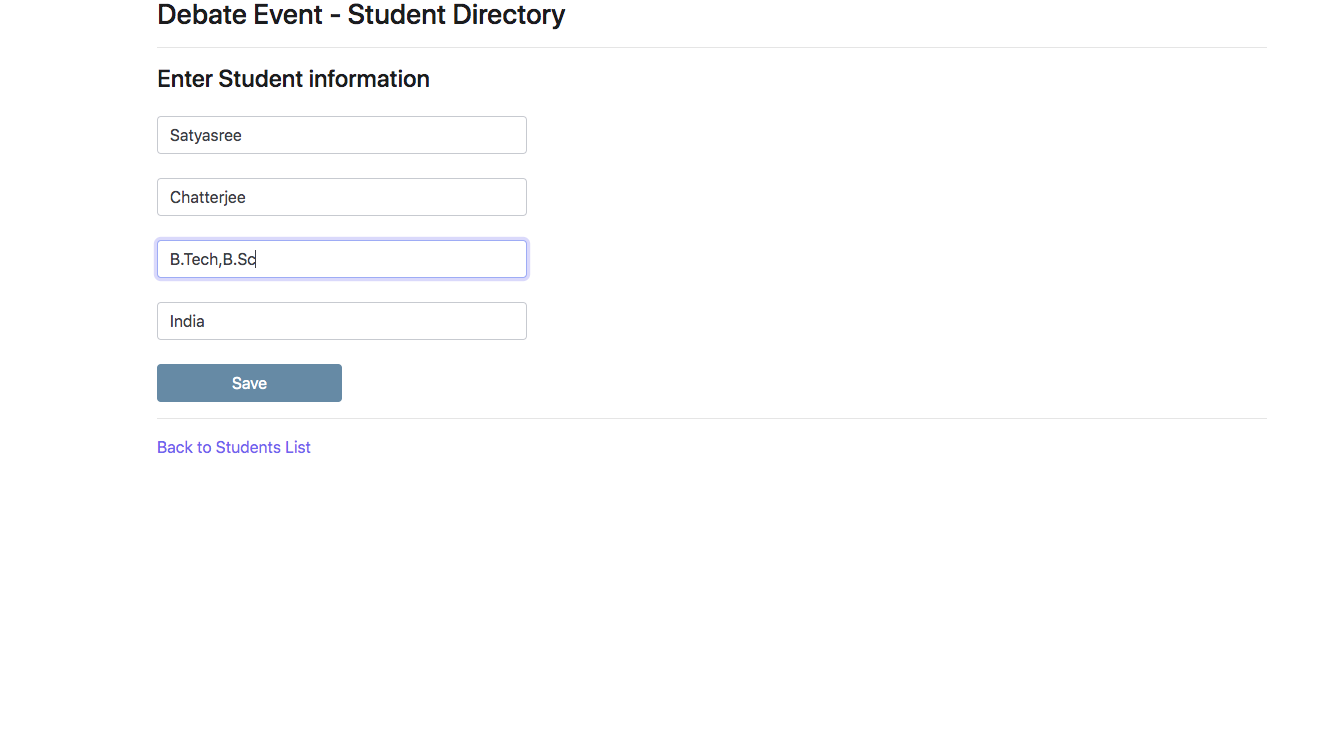 Debate Event - Student Directory
Enter Student information
Satyasree
Chatterjee
B.Tech,B.Sc
India
Save
Back to Students List